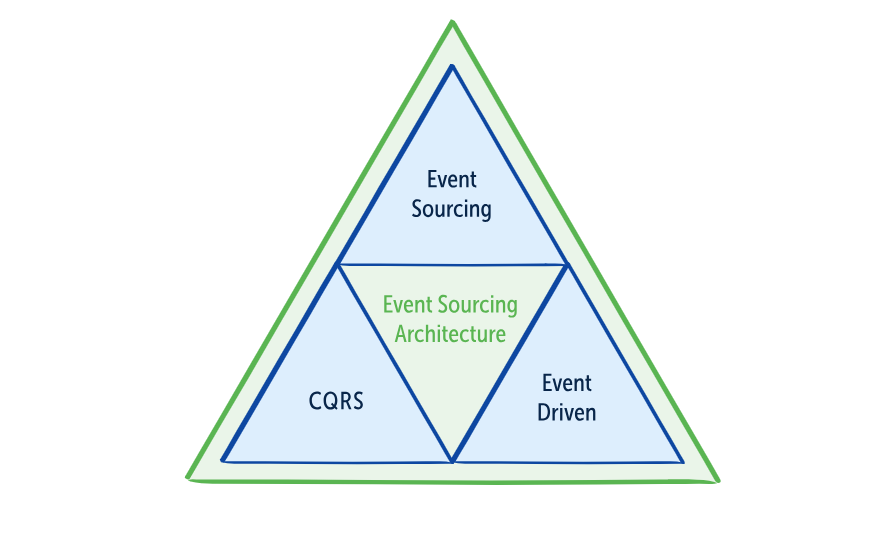 Event
Sourcing
Event Sourcing
Architecture
CQRS
Event
Driven